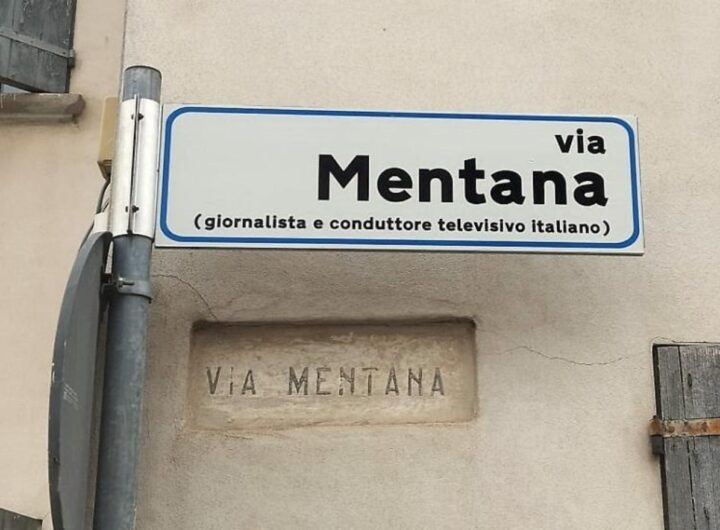 via
Mentana
(giornalista e conduttore televisivo italiano)
VIA MENTANA